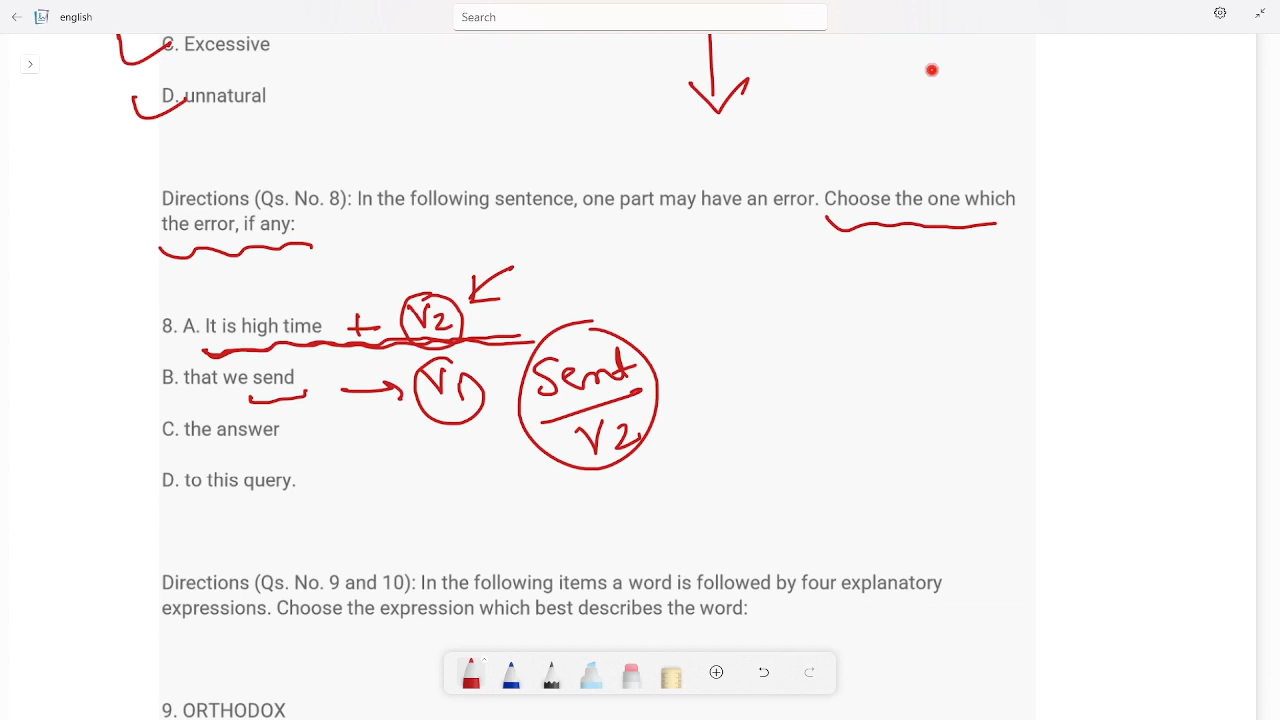 english
Search
C. Excessive
D. unnatural
Directions (Qs. No. 8): In the following sentence, one part may have an error. Choose the one which
the error, if any:
8. A. It is high time + V2
B. that we send → V1
Sent
V2
C. the answer
D. to this query.
Directions (Qs. No. 9 and 10): In the following items a word is followed by four explanatory
expressions. Choose the expression which best describes the word:
9. ORTHODOX